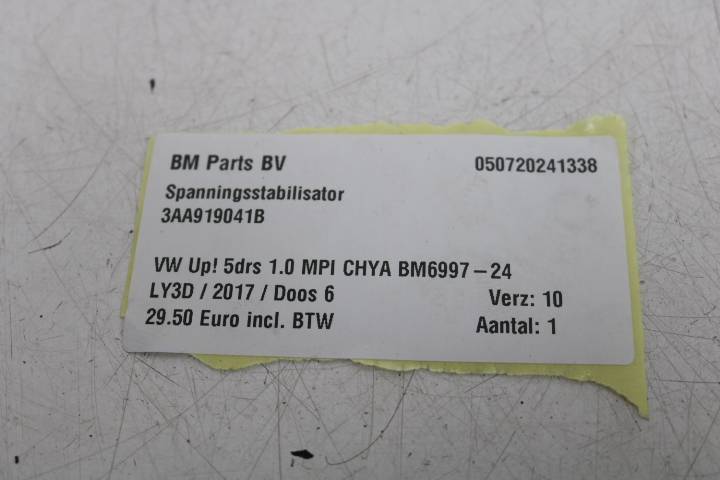 BM Parts BV 050720241338
Spanningsstabilisator
3AA919041B
VW Up! 5drs 1.0 MPI CHYA BM6997-24
LY3D / 2017 / Doos 6 Verz: 10
29.50 Euro incl. BTW Aantal: 1